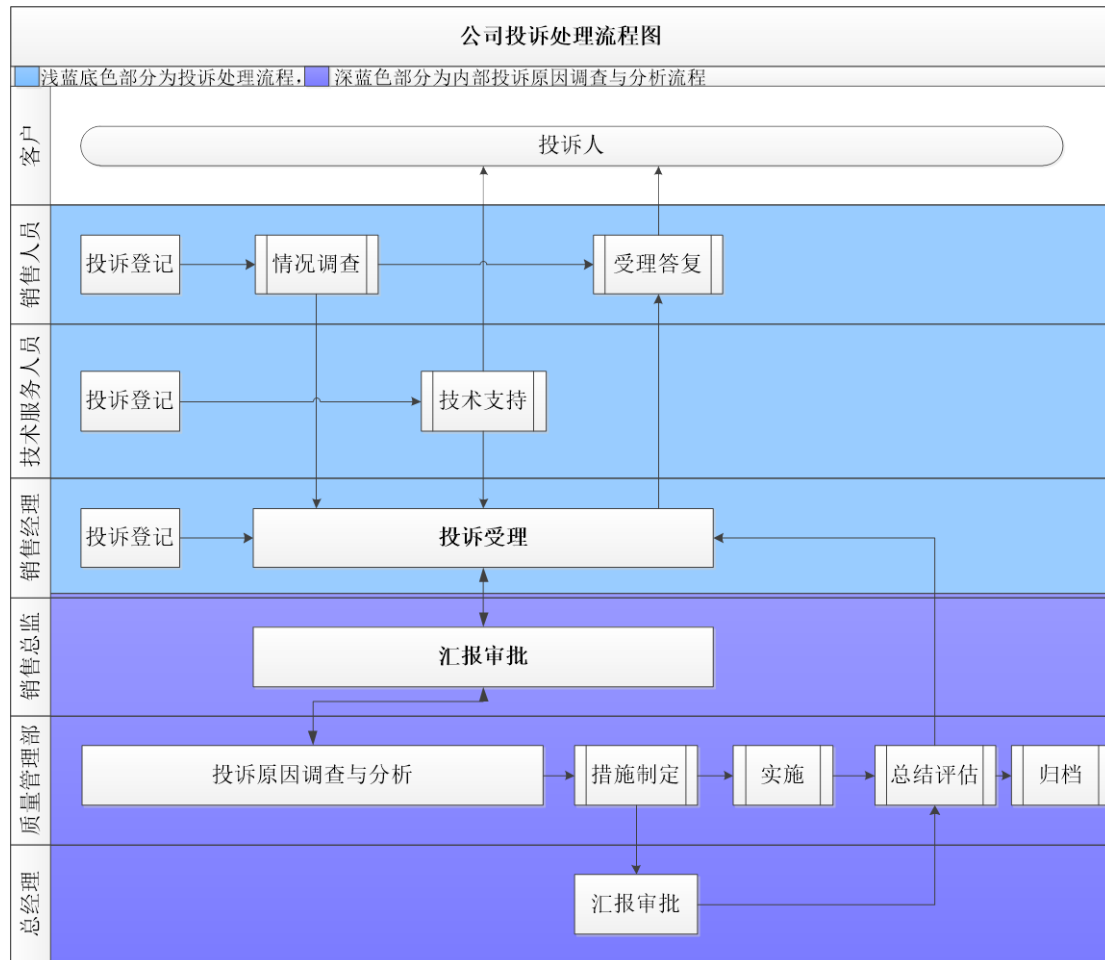 公司投诉处理流程图
浅蓝底色部分为投诉处理流程，深蓝色部分为内部投诉原因调查与分析流程
客户
投诉人
销售人员
投诉登记
情况调查
受理答复
技术服务人员
投诉登记
技术支持
销售经理
投诉登记
投诉受理
销售总监
汇报审批
质量管理部
投诉原因调查与分析
措施制定
实施
总结评估
归档
总经理
汇报审批